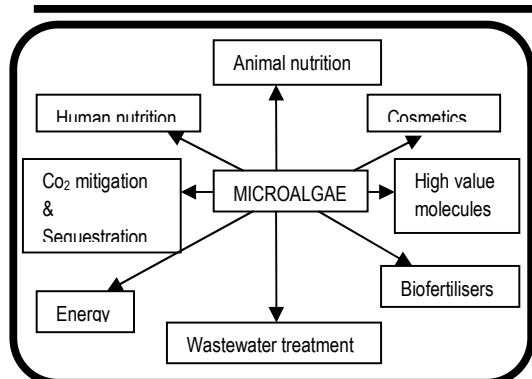 Animal nutrition
Human nutrition
Cosmetics
Co₂ mitigation
&
Sequestration
MICROALGAE
High value
molecules
Biofertilisers
Energy
Wastewater treatment